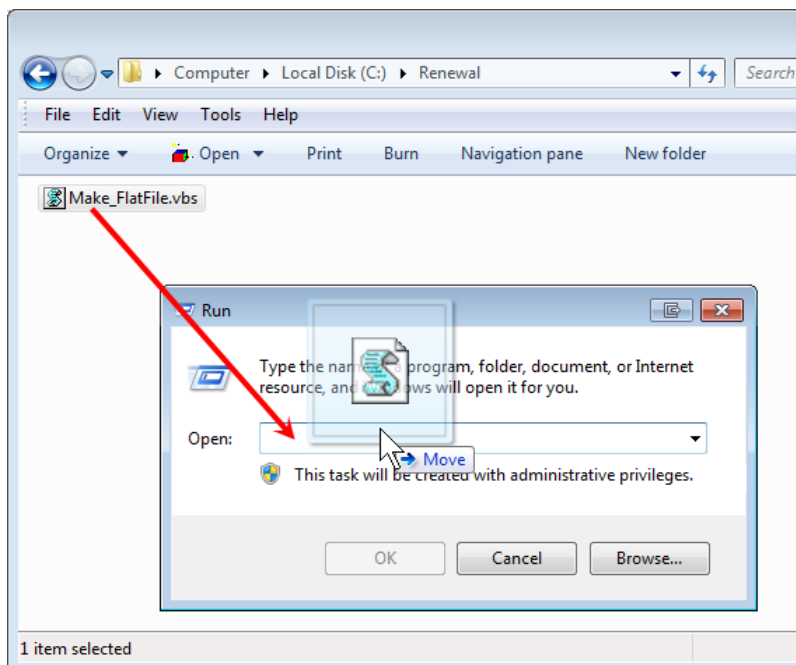 Computer Local Disk (C:) Renewal Search
File Edit View Tools Help
Organize Open Print Burn Navigation pane New folder
Make_FlatFile.vbs
Run
Type the name program, folder, document, or Internet
resource, and will open it for you.
Open:
Move
This task will be created with administrative privileges.
OK Cancel Browse...
1 item selected